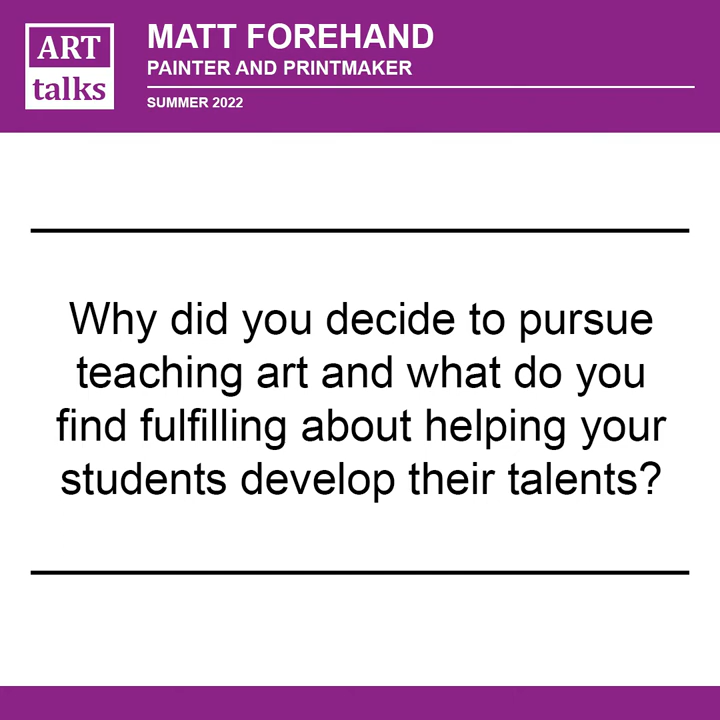 ART
talks
MATT FOREHAND
PAINTER AND PRINTMAKER
SUMMER 2022
Why did you decide to pursue
teaching art and what do you
find fulfilling about helping your
students develop their talents?